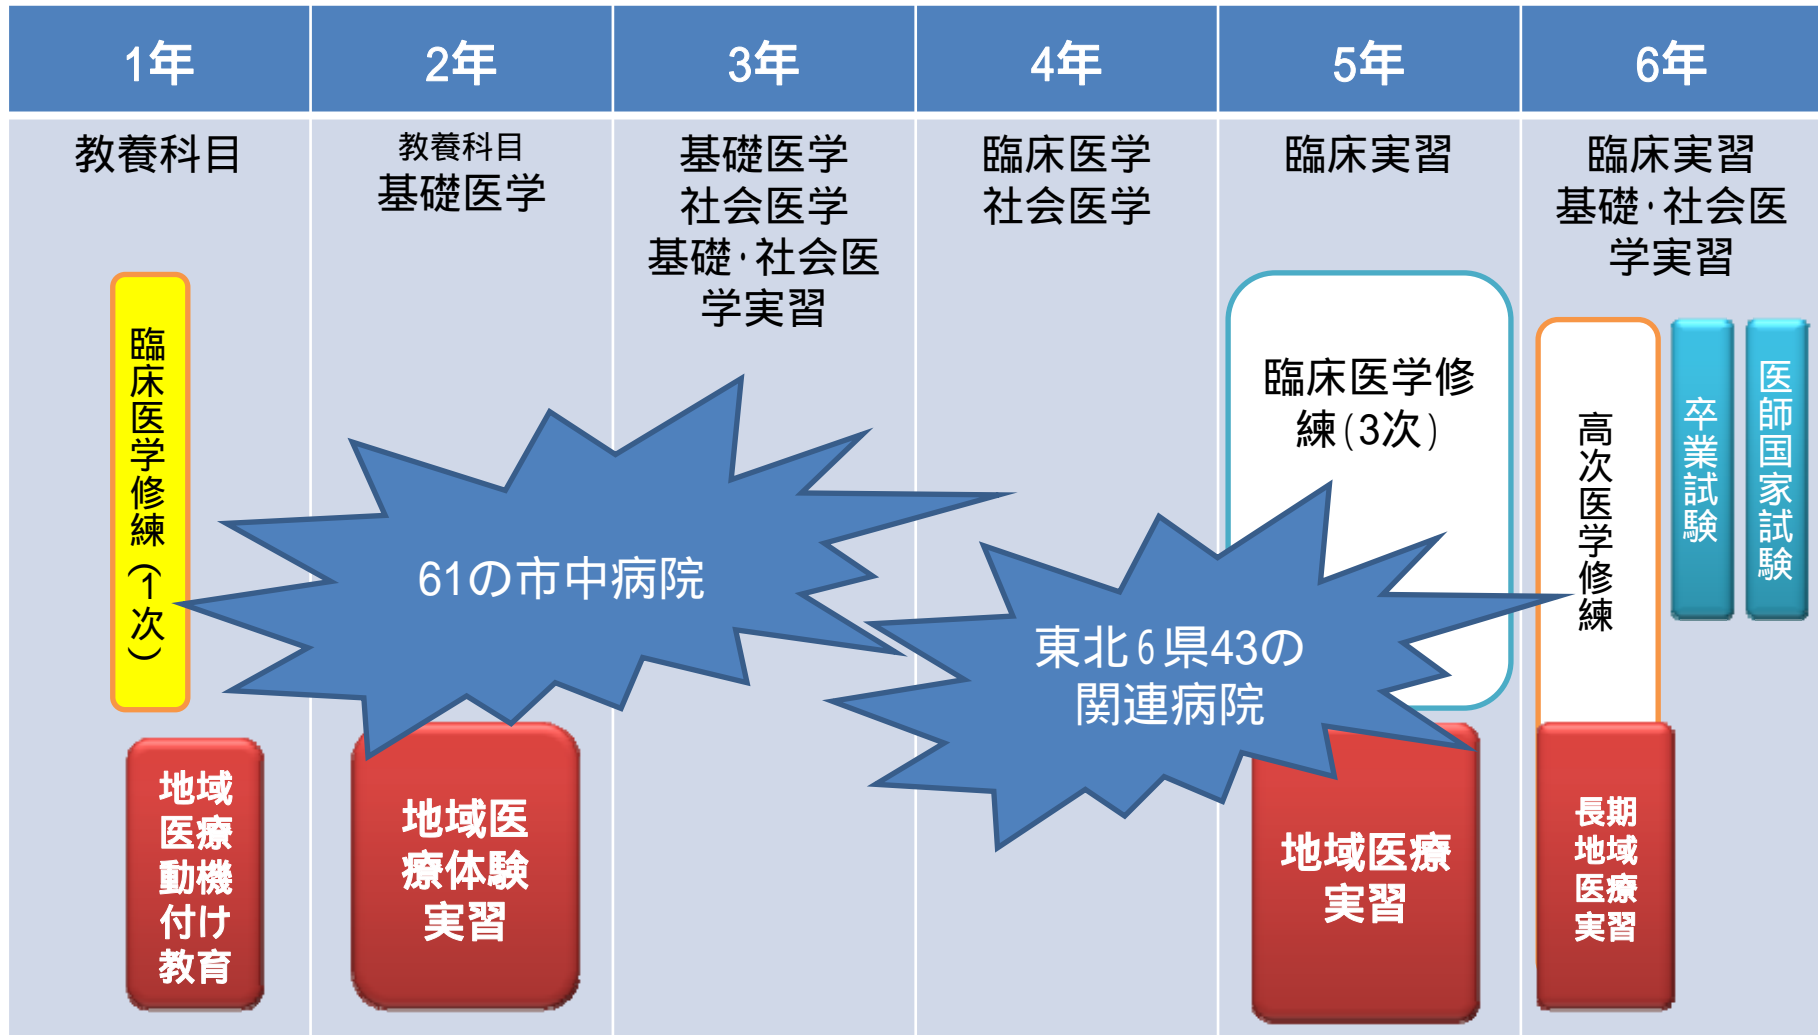 1年
2年
3年
4年
5年
6年
教養科目
教養科目
基礎医学
基礎医学
社会医学
基礎・社会医
学実習
臨床医学
社会医学
臨床実習
臨床実習
基礎・社会医
学実習
臨床医学修練(1次)
61の市中病院
臨床医学修
練(3次)
東北6県43の
関連病院
高次医学修練
卒業試験
医師国家試験
地域
医療
動機
付け
教育
地域医
療体験
実習
地域医療
実習
長期
地域
医療
実習